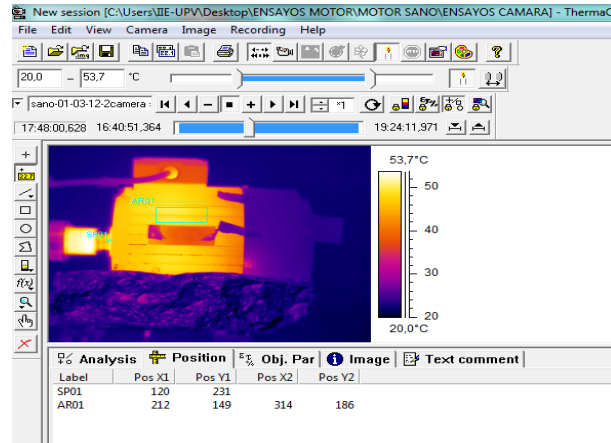 New session [C:\Users\IIE-UPV\Desktop\ENSAYOS MOTOR\MOTOR SANO\ENSAYOS CAMARA] - ThermaC
File Edit View Camera Image Recording Help
20,0 - 53,7 °C
sano-01-03-12-2camera : ×1
17:48:00,628 16:40:51,364 19:24:11,971
53,7°C
50
AR01
40
SP01
30
20
20,0°C
22,7
f(x)
Analysis Position Obj. Par Image Text comment
Label Pos X1 Pos Y1 Pos X2 Pos Y2
SP01 120 231
AR01 212 149 314 186